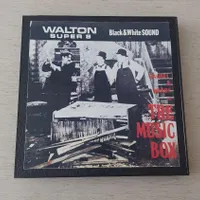 WALTON
SUPER 8
Black & White SOUND
THE
MUSIC
BOX